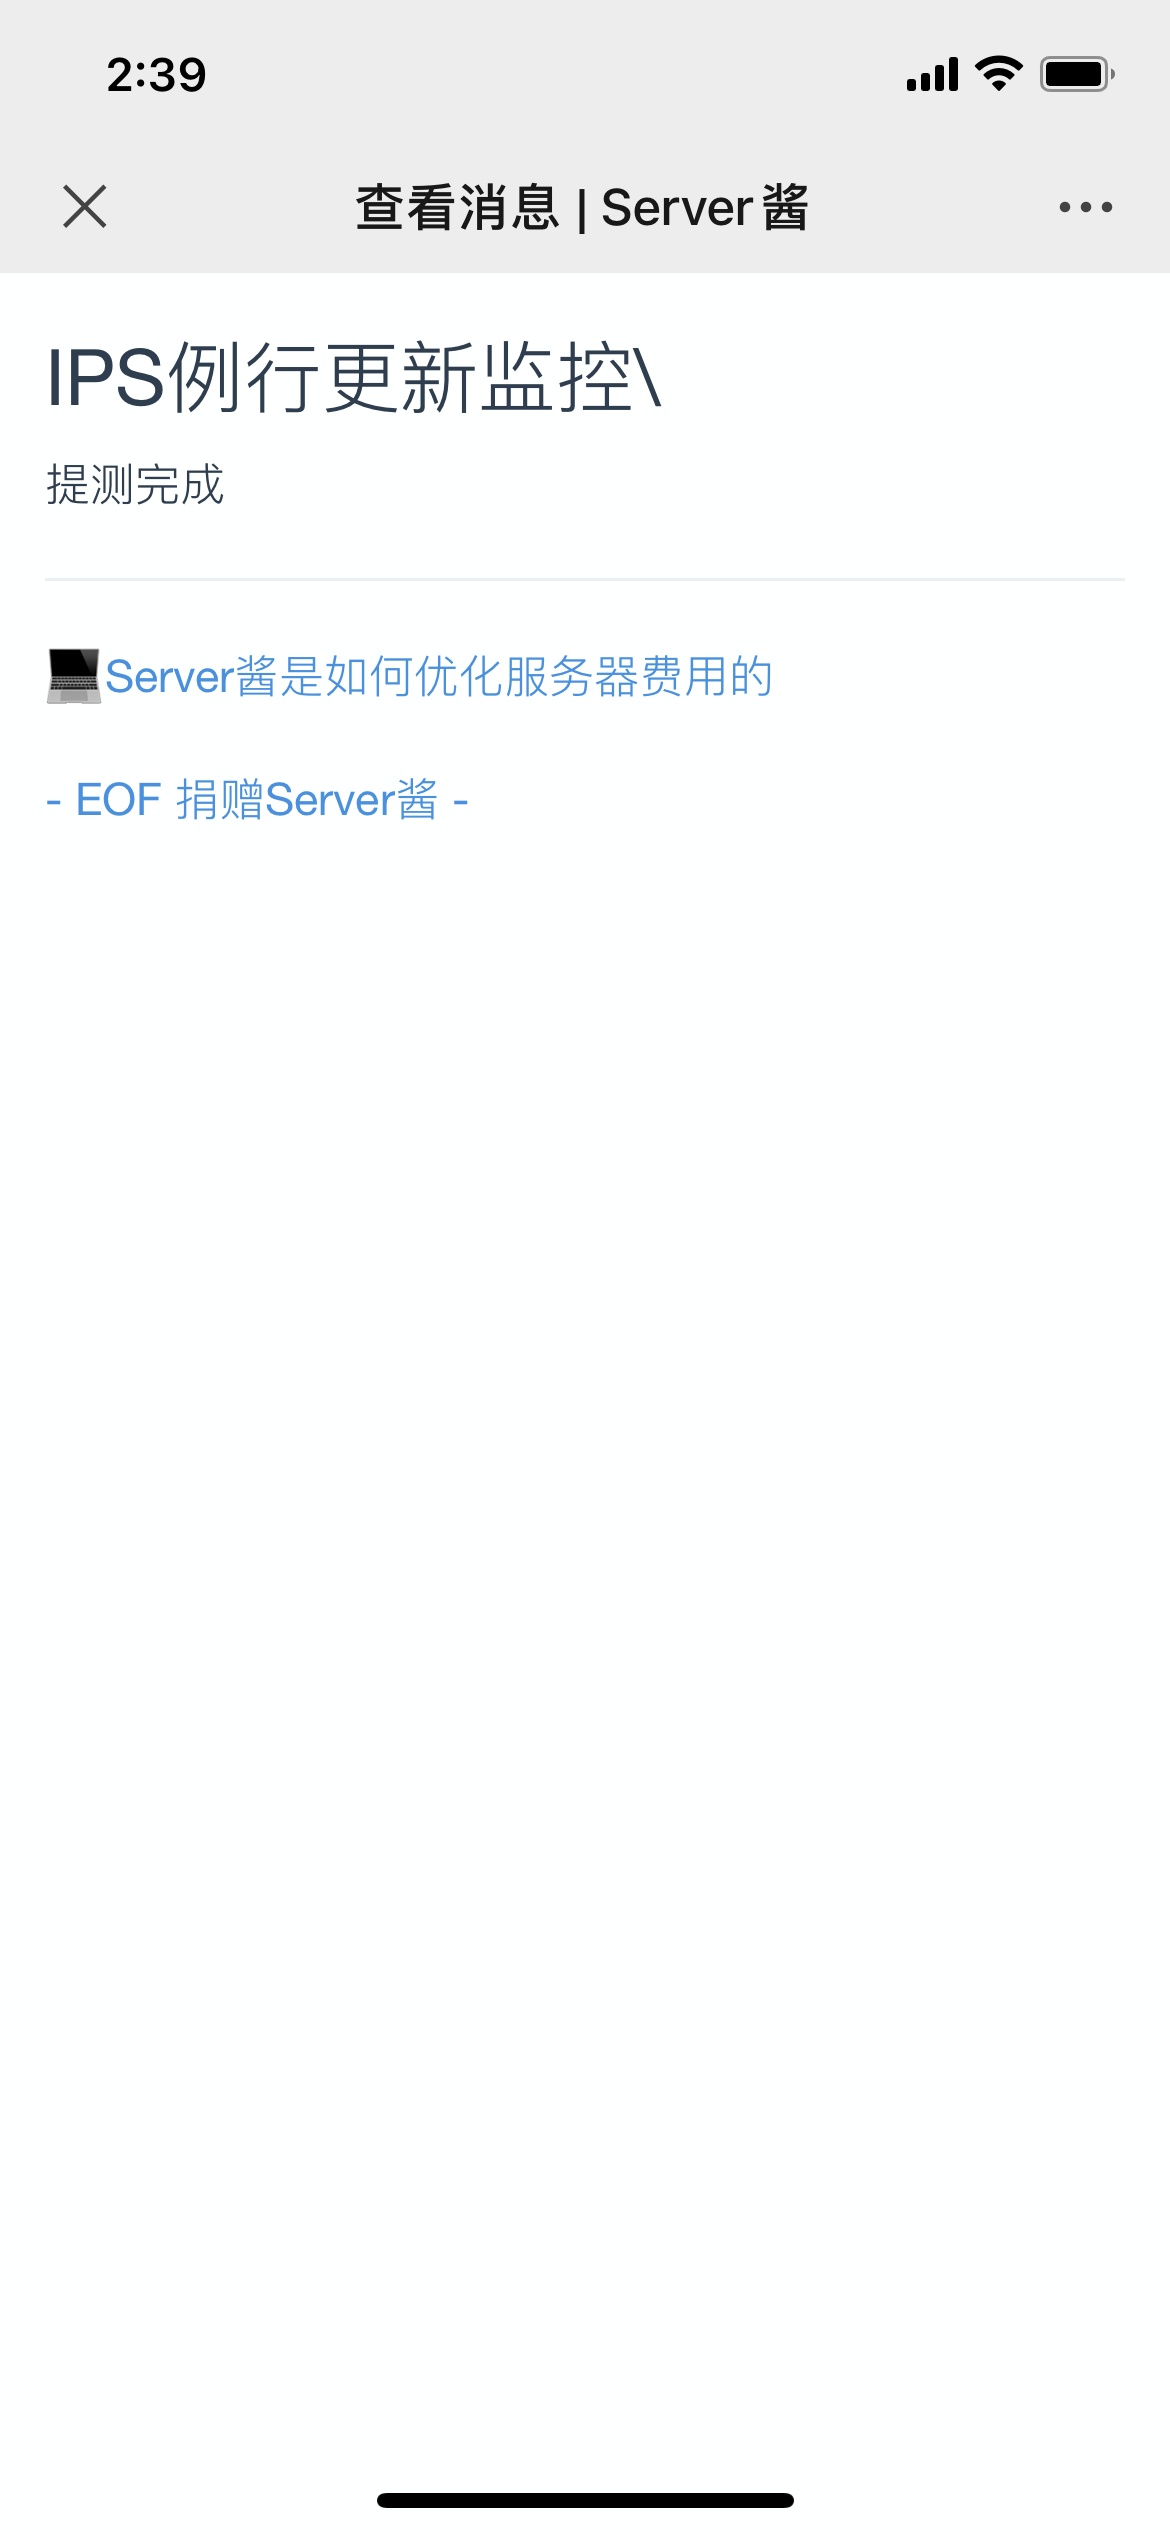 2:39
查看消息 | Server酱
IPS例行更新监控\
提测完成
💻Server酱是如何优化服务器费用的
- EOF 捐赠Server酱 -